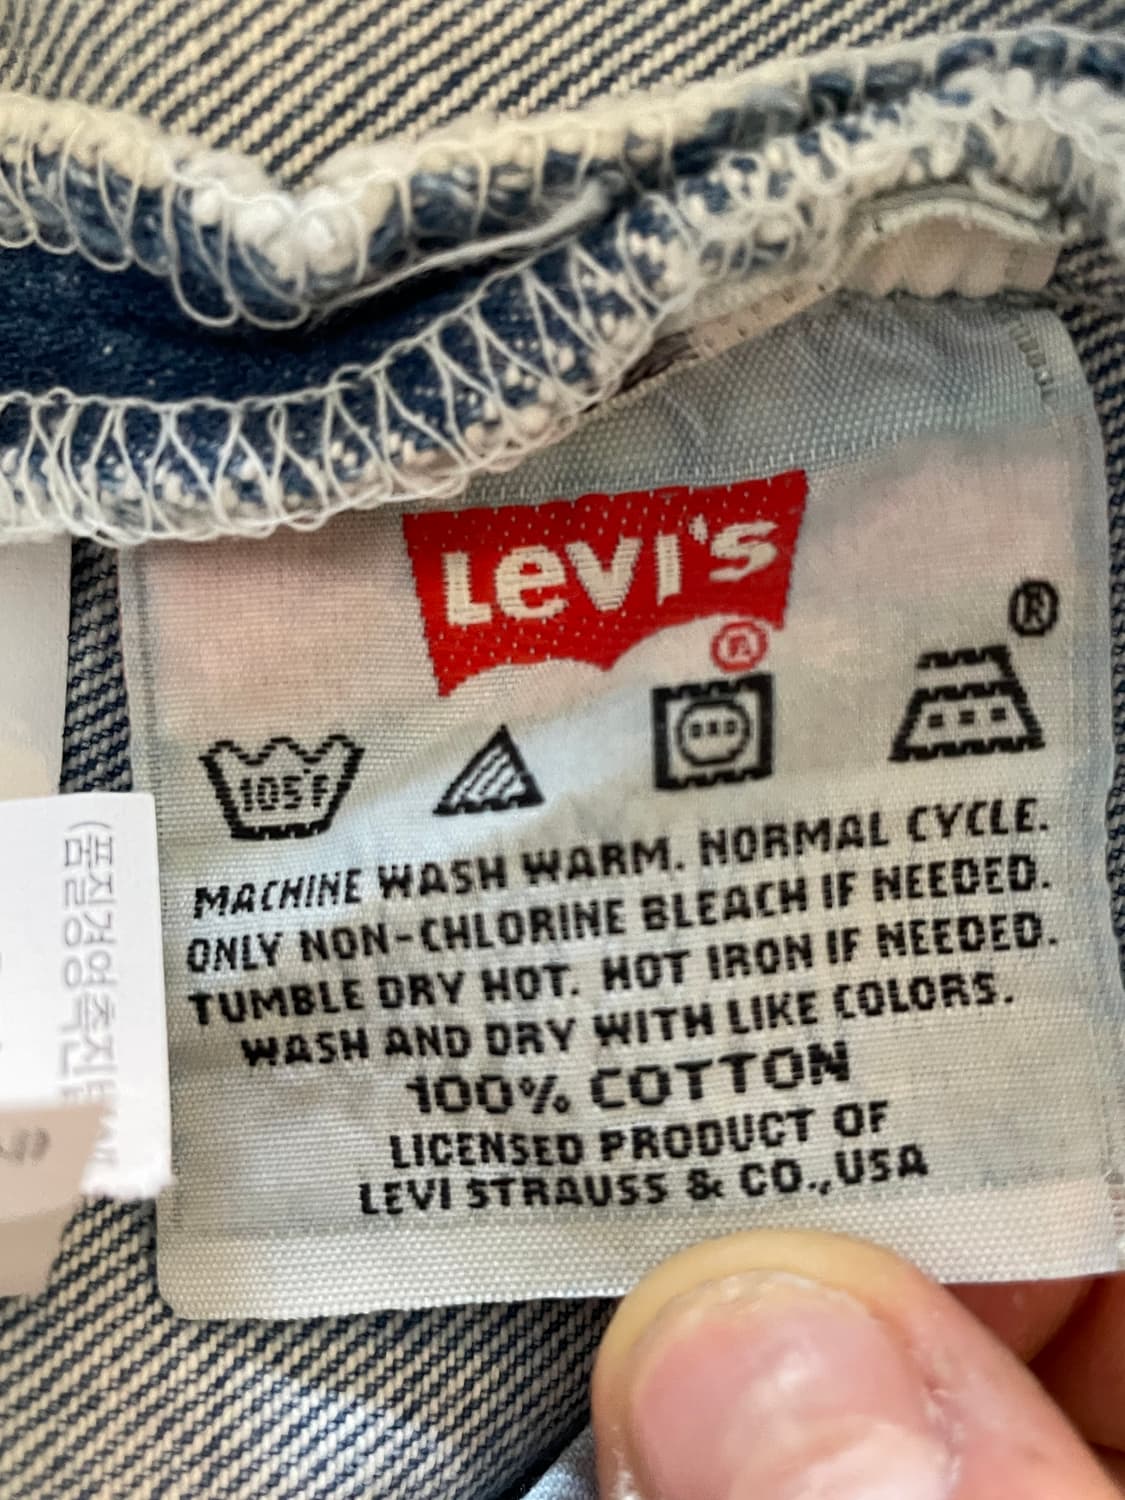 LEVI'S
®
®
105°F
MACHINE WASH WARM. NORMAL CYCLE.
ONLY NON-CHLORINE BLEACH IF NEEDED.
TUMBLE DRY HOT. HOT IRON IF NEEDED.
WASH AND DRY WITH LIKE COLORS.
100% COTTON
LICENSED PRODUCT OF
LEVI STRAUSS & CO., USA